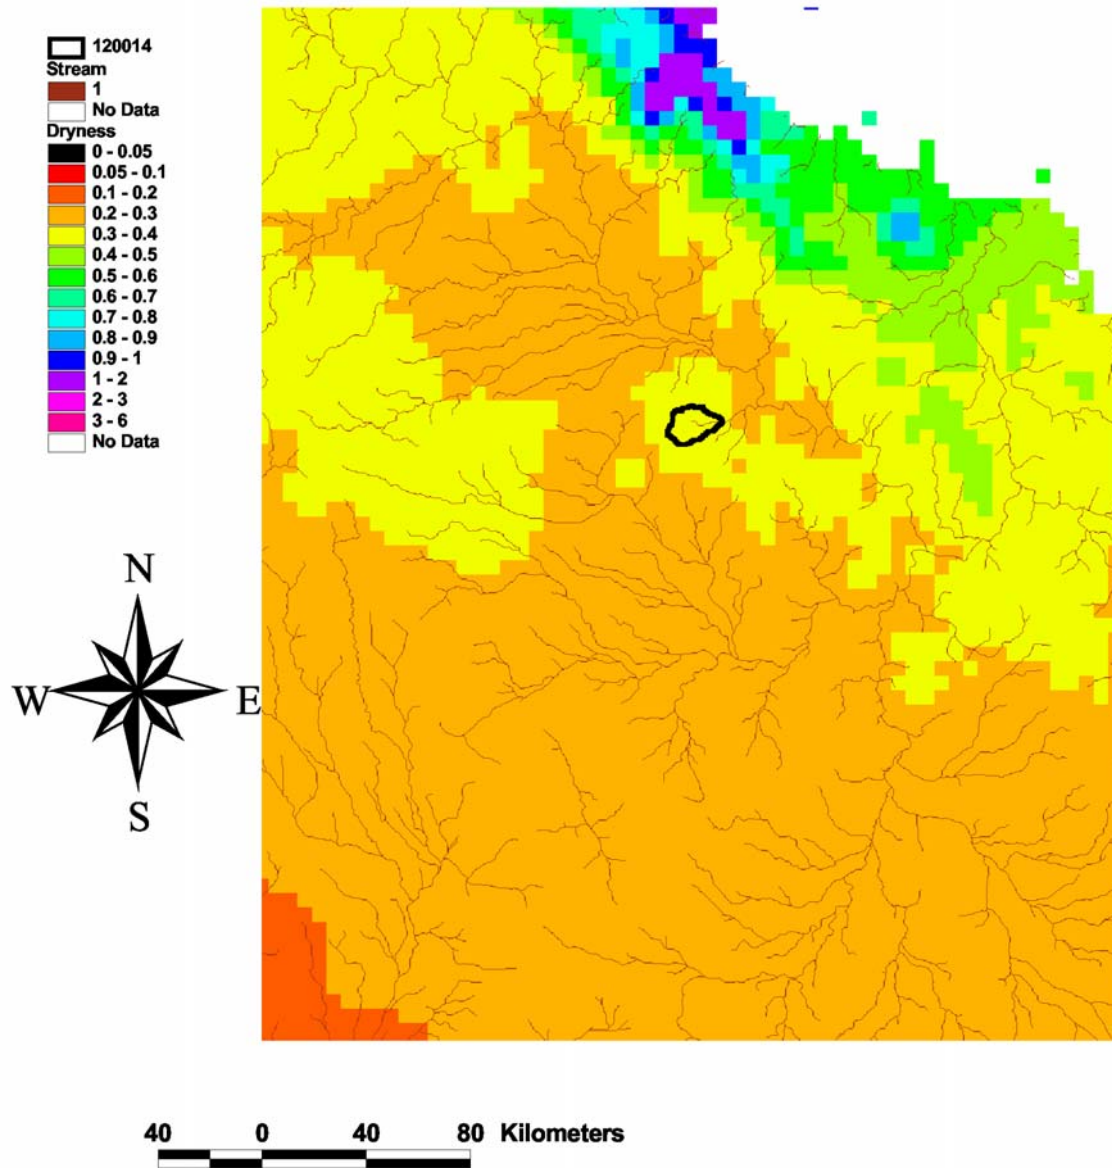 120014
Stream
1
No Data
Dryness
0 - 0.05
0.05 - 0.1
0.1 - 0.2
0.2 - 0.3
0.3 - 0.4
0.4 - 0.5
0.5 - 0.6
0.6 - 0.7
0.7 - 0.8
0.8 - 0.9
0.9 - 1
1 - 2
2 - 3
3 - 6
No Data
N
W E
S
40 0 40 80 Kilometers